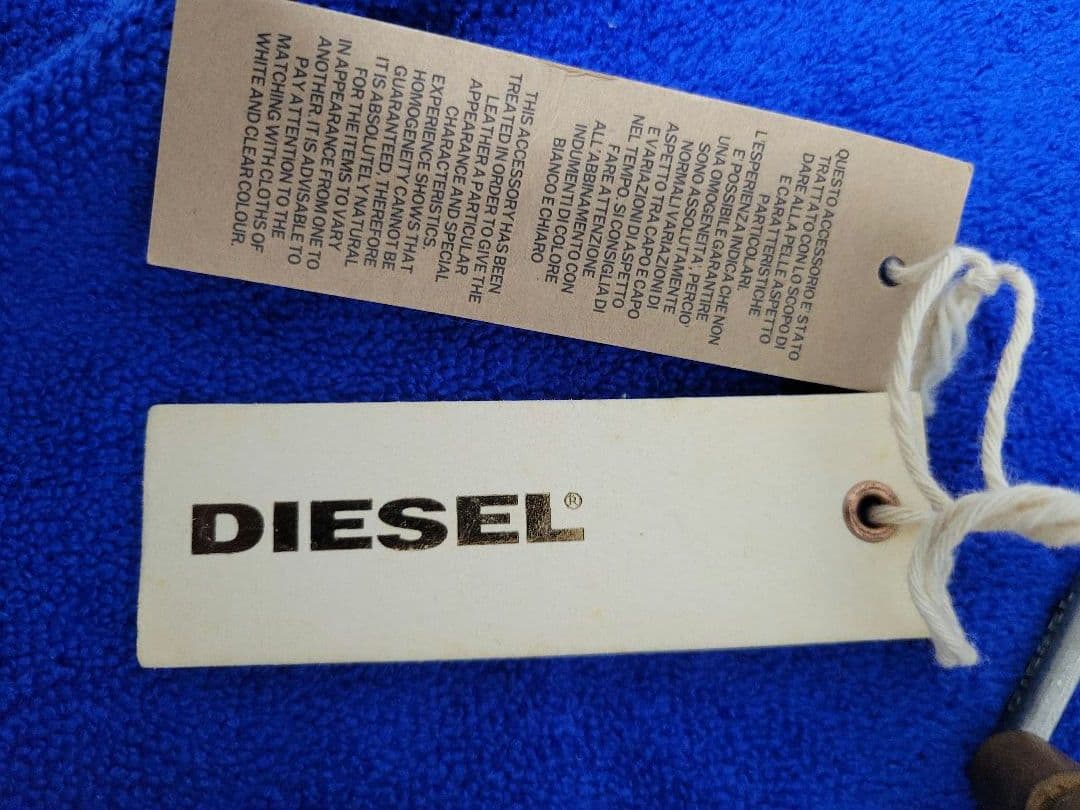 QUESTO ACCESSORIO E' STATO
TRATTATO CON LO SCOPO DI
DARE ALLA PELLE ASPETTO
E CARATTERISTICHE
PARTICOLARI.
L'ESPERIENZA INDICA CHE NON
E' POSSIBILE GARANTIRE
UNA OMOGENEITA'; PERCIO'
SONO ASSOLUTAMENTE
NORMALI VARIAZIONI DI
ASPETTO TRA CAPO E CAPO
E VARIAZIONI DI ASPETTO
NEL TEMPO. SI CONSIGLIA DI
FARE ATTENZIONE
ALL'ABBINAMENTO CON
INDUMENTI DI COLORE
BIANCO E CHIARO
THIS ACCESSORY HAS BEEN
TREATED IN ORDER TO GIVE THE
LEATHER A PARTICULAR
APPEARANCE AND SPECIAL
CHARACTERISTICS.
EXPERIENCE SHOWS THAT
HOMOGENEITY CANNOT BE
GUARANTEED, THEREFORE
IT IS ABSOLUTELY NATURAL
FOR THE ITEMS TO VARY
IN APPEARANCE FROM ONE TO
ANOTHER. IT IS ADVISABLE TO
PAY ATTENTION TO THE
MATCHING WITH CLOTHS OF
WHITE AND CLEAR COLOUR.
DIESEL®